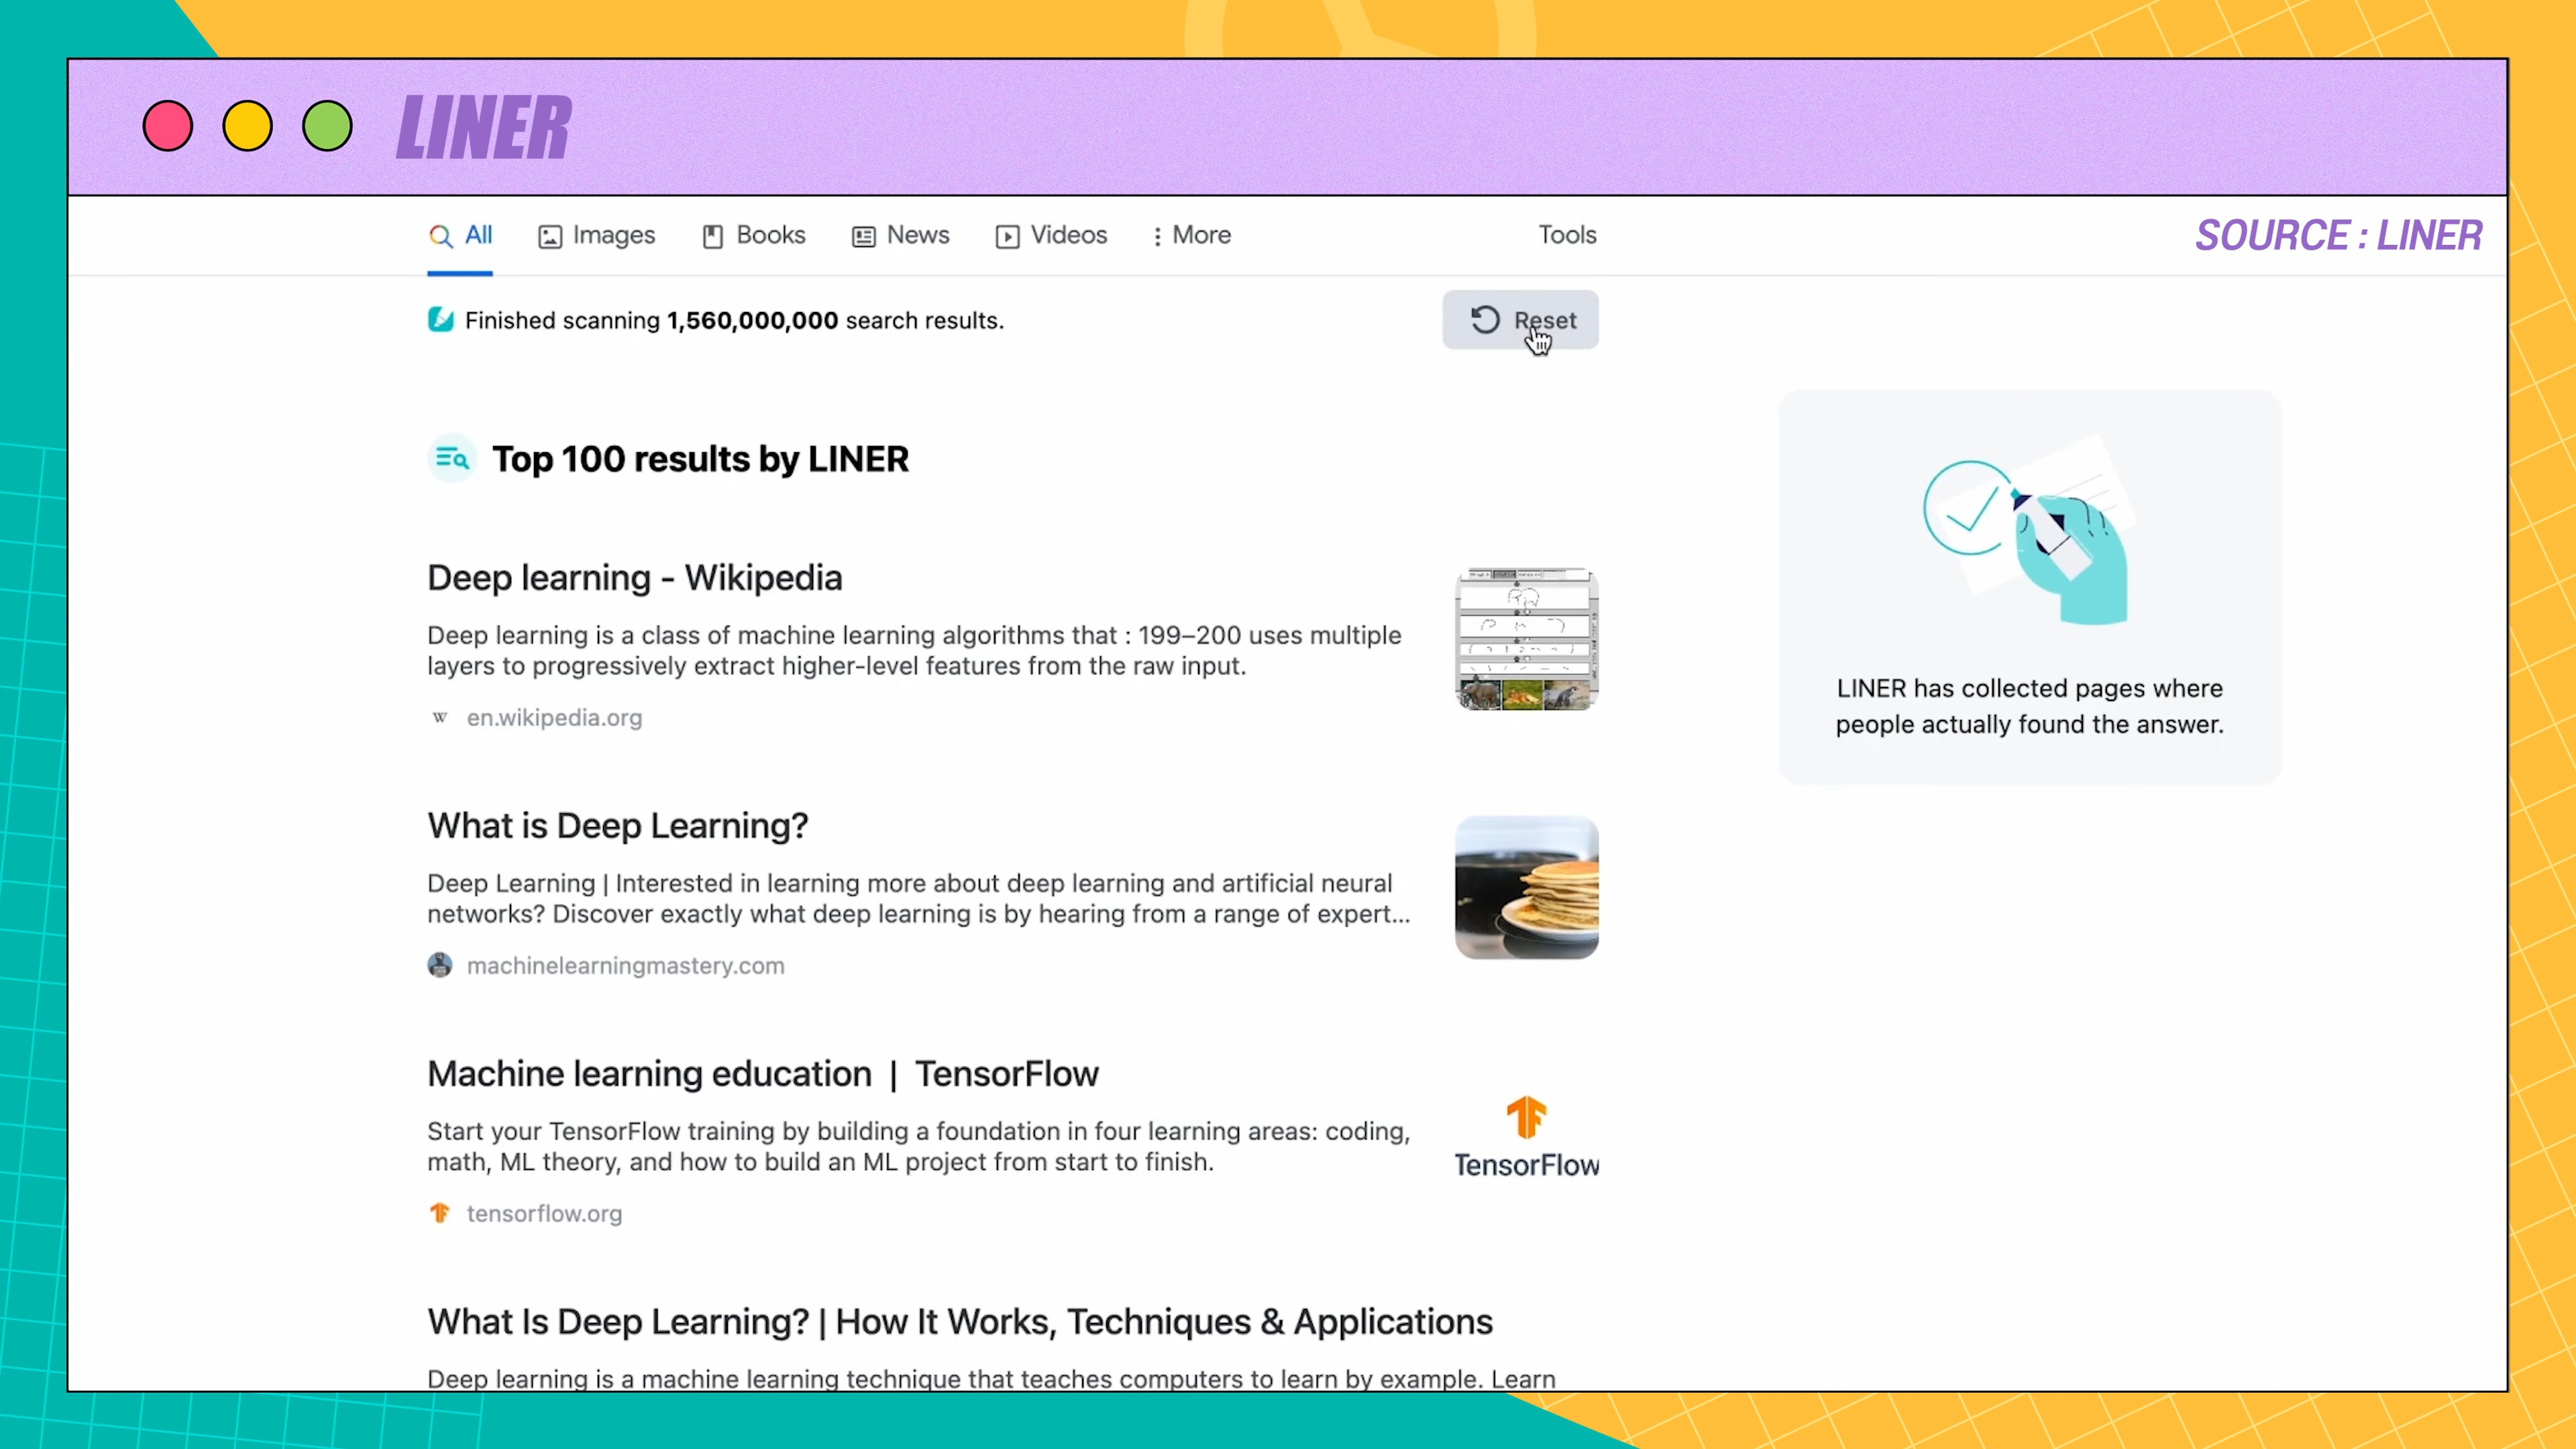 LINER
All Images Books News Videos More Tools
SOURCE : LINER
Finished scanning 1,560,000,000 search results.
Reset
Top 100 results by LINER
Deep learning - Wikipedia
Deep learning is a class of machine learning algorithms that : 199–200 uses multiple
layers to progressively extract higher-level features from the raw input.
W en.wikipedia.org
LINER has collected pages where
people actually found the answer.
What is Deep Learning?
Deep Learning | Interested in learning more about deep learning and artificial neural
networks? Discover exactly what deep learning is by hearing from a range of expert...
machinelearningmastery.com
Machine learning education | TensorFlow
Start your TensorFlow training by building a foundation in four learning areas: coding,
math, ML theory, and how to build an ML project from start to finish.
TensorFlow
tensorflow.org
What Is Deep Learning? | How It Works, Techniques & Applications
Deep learning is a machine learning technique that teaches computers to learn by example. Learn